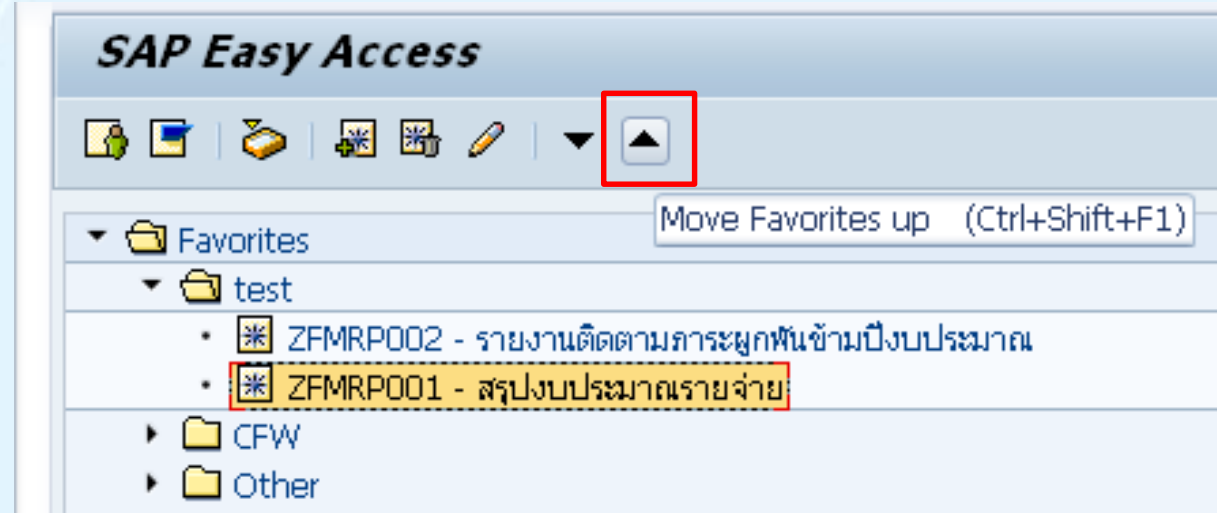 SAP Easy Access
Move Favorites up (Ctrl+Shift+F1)
Favorites
test
ZFMRP002 - รายงานติดตามภาระผูกพันข้ามปีงบประมาณ
ZFMRP001 - สรุปงบประมาณรายจ่าย
CFW
Other